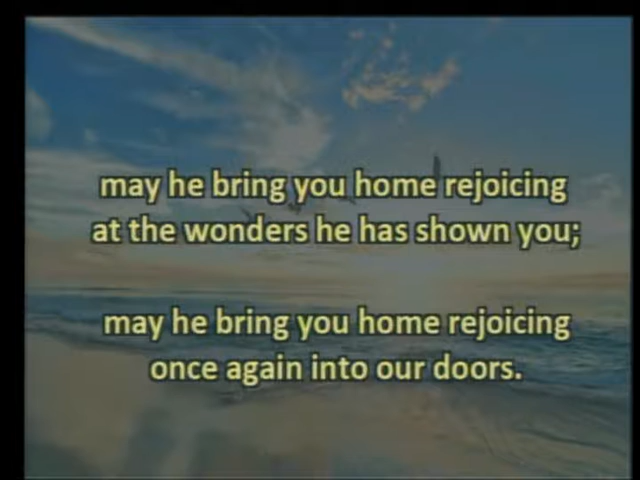 may he bring you home rejoicing
at the wonders he has shown you;
may he bring you home rejoicing
once again into our doors.